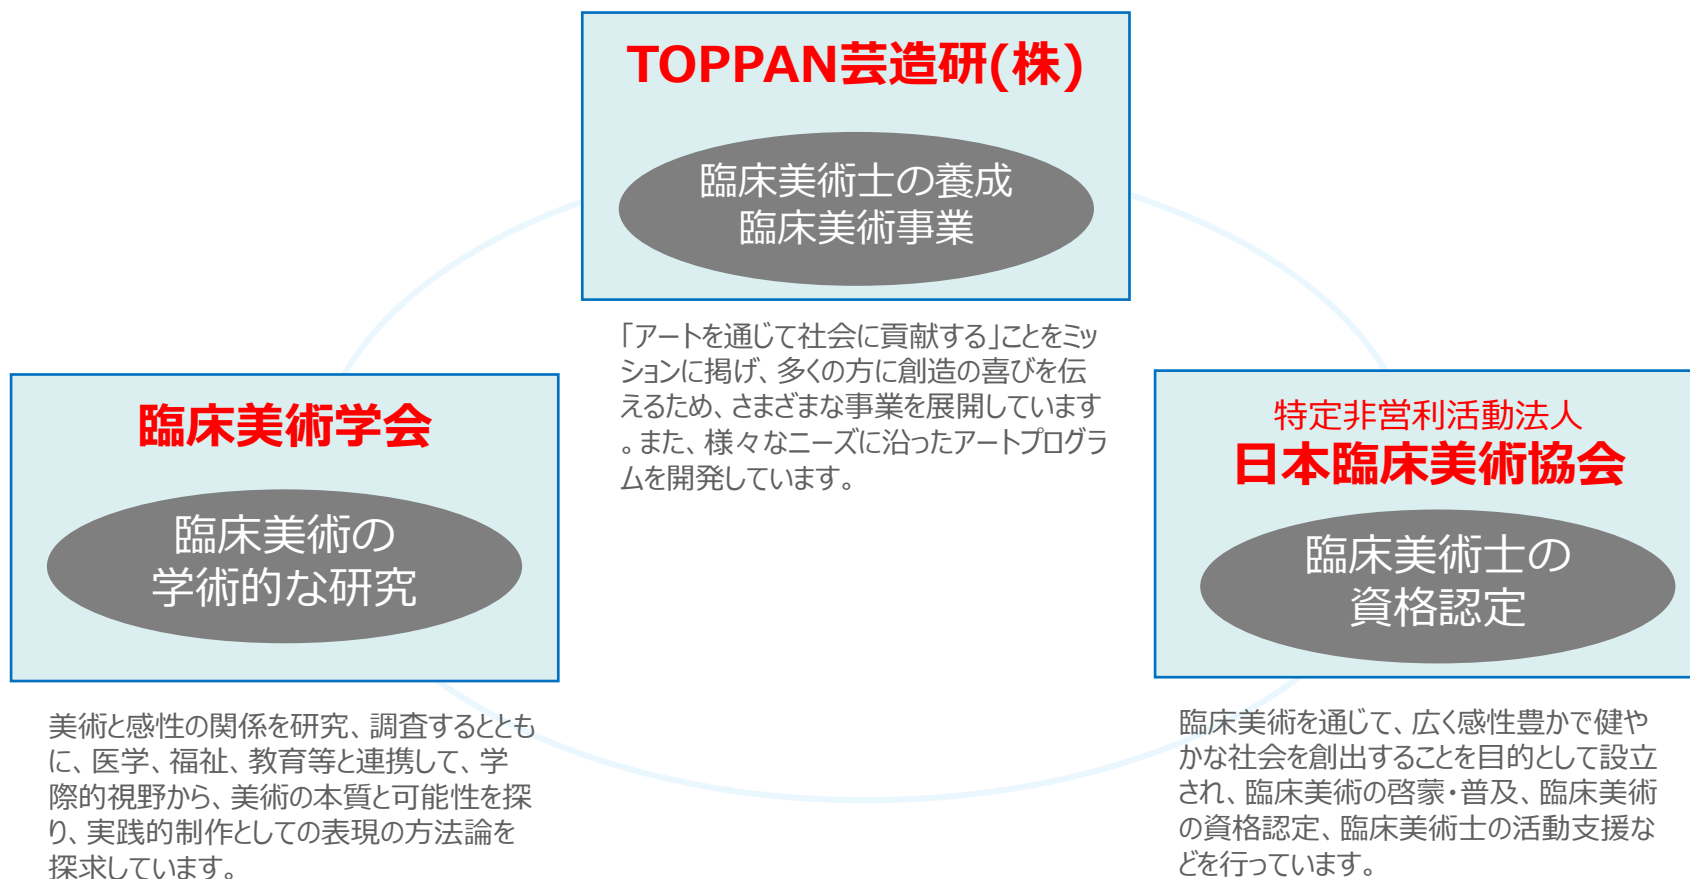 TOPPAN芸造研(株)
臨床美術士の養成
臨床美術事業
「アートを通じて社会に貢献する」ことをミッ
ションに掲げ、多くの方に創造の喜びを伝
えるため、さまざまな事業を展開しています
。また、様々なニーズに沿ったアートプログラ
ムを開発しています。
臨床美術学会
臨床美術の
学術的な研究
美術と感性の関係を研究、調査するととも
に、医学、福祉、教育等と連携して、学
際的視野から、美術の本質と可能性を探
り、実践的制作としての表現の方法論を
探求しています。
特定非営利活動法人
日本臨床美術協会
臨床美術士の
資格認定
臨床美術を通じて、広く感性豊かで健や
かな社会を創出することを目的として設立
され、臨床美術の啓蒙・普及、臨床美術
の資格認定、臨床美術士の活動支援な
どを行っています。